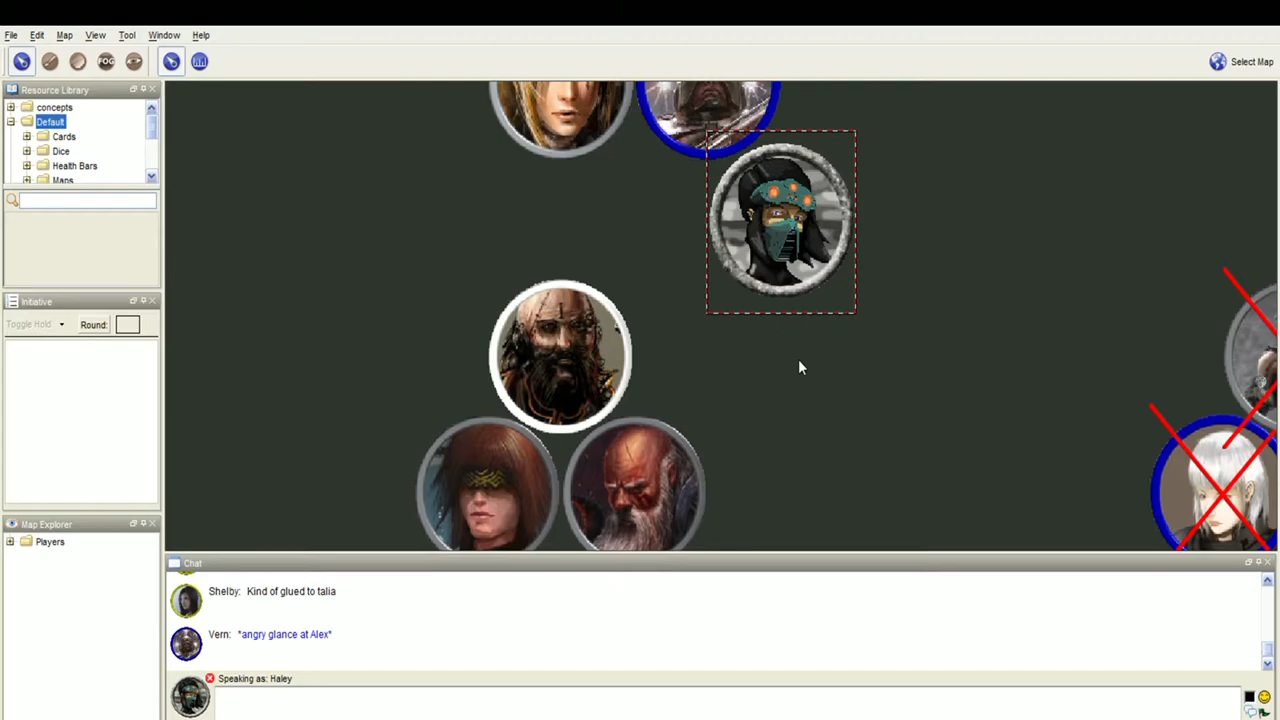 File Edit Map View Tool Window Help
FOG
Select Map
Resource Library
concepts
Default
Cards
Dice
Health Bars
Maps
Initiative
Toggle Hold Round:
Map Explorer
Players
Chat
Shelby: Kind of glued to talia
Vern: *angry glance at Alex*
Speaking as: Haley